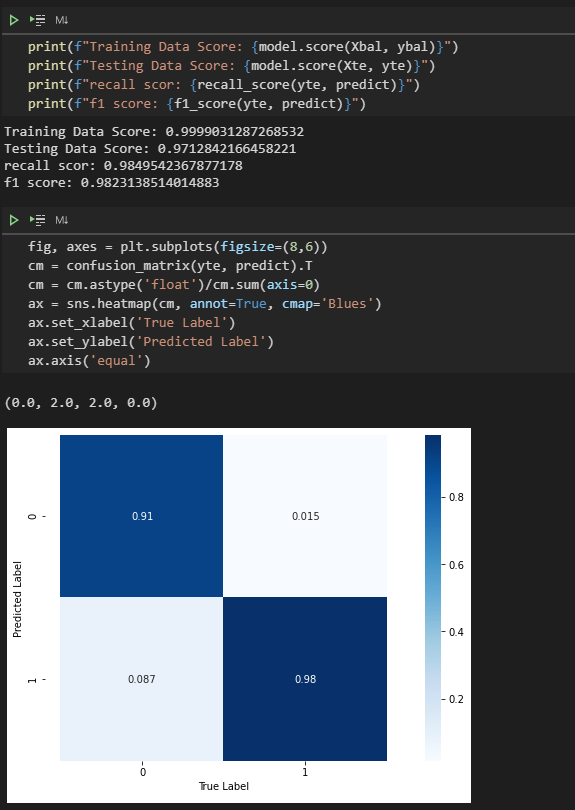 M↓
print(f"Training Data Score: {model.score(Xbal, ybal)}")
print(f"Testing Data Score: {model.score(Xte, yte)}")
print(f"recall scor: {recall_score(yte, predict)}")
print(f"f1 score: {f1_score(yte, predict)}")
Training Data Score: 0.9999031287268532
Testing Data Score: 0.9712842166458221
recall scor: 0.9849542367877178
f1 score: 0.9823138514014883
M↓
fig, axes = plt.subplots(figsize=(8,6))
cm = confusion_matrix(yte, predict).T
cm = cm.astype('float')/cm.sum(axis=0)
ax = sns.heatmap(cm, annot=True, cmap='Blues')
ax.set_xlabel('True Label')
ax.set_ylabel('Predicted Label')
ax.axis('equal')
(0.0, 2.0, 2.0, 0.0)
Predicted Label
0
0.91
0.015
1
0.087
0.98
0
1
True Label
0.8
0.6
0.4
0.2